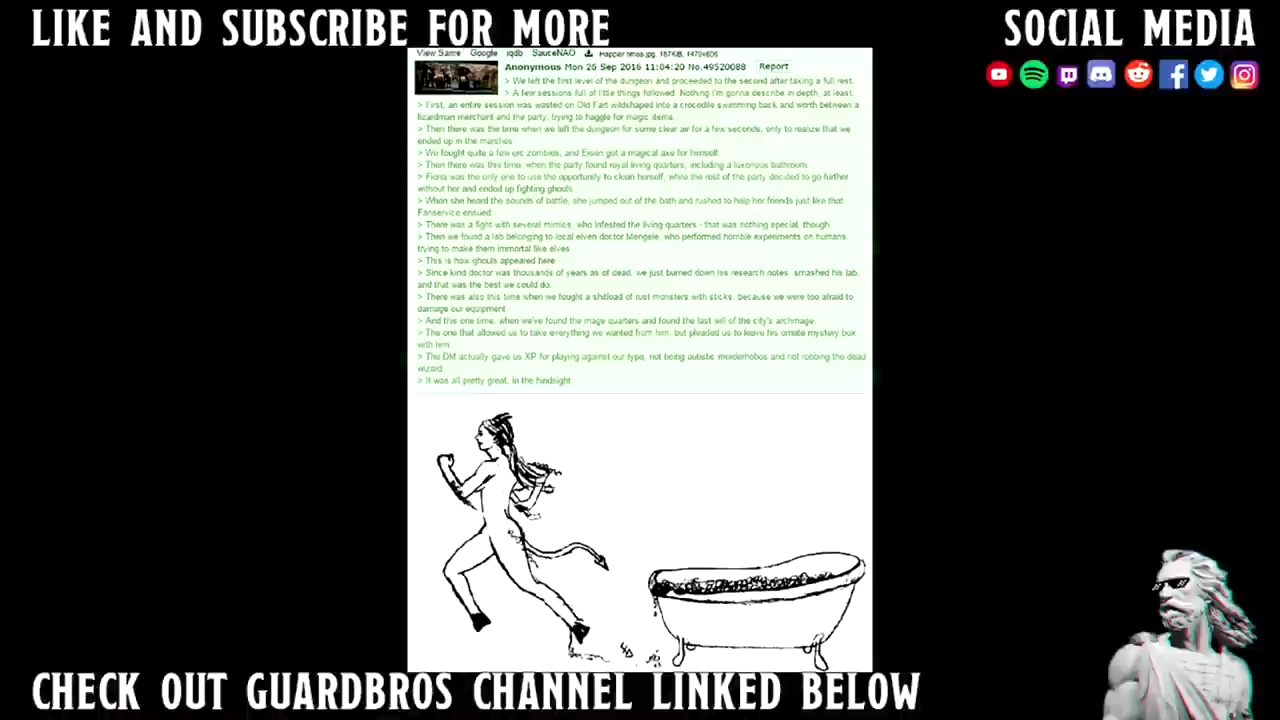 LIKE AND SUBSCRIBE FOR MORE
SOCIAL MEDIA
View Same Google iqdb SauceNAO Happier times.jpg, 187KiB, 1479x606
Anonymous Mon 26 Sep 2016 11:04:20 No.49520088 Report
> We left the first level of the dungeon and proceeded to the second after taking a full rest.
> A few sessions full of little things followed. Nothing I'm gonna describe in depth, at least.
> First, an entire session was wasted on Old Fart wildshaped into a crocodile swimming back and worth between a
lizardman merchant and the party, trying to haggle for magic items.
> Then there was the time when we left the dungeon for some clear air for a few seconds, only to realize that we
ended up in the marshes
> We fought quite a few orc zombies, and Eisen got a magical axe for himself.
> Then there was this time, when the party found royal living quarters, including a luxurious bathroom.
> Fiona was the only one to use the opportunity to clean herself, while the rest of the party decided to go further
without her and ended up fighting ghouls
> When she heard the sounds of battle, she jumped out of the bath and rushed to help her friends just like that
Fanservice ensued
> There was a fight with several mimics, who infested the living quarters - that was nothing special, though
> Then we found a lab belonging to local elven doctor Mengele, who performed horrible experiments on humans,
trying to make them immortal like elves
> This is how ghouls appeared here
> Since kind doctor was thousands of years as of dead, we just burned down his research notes, smashed his lab,
and that was the best we could do.
> There was also this time when we fought a shitload of rust monsters with sticks, because we were too afraid to
damage our equipment
> And this one time, when we've found the mage quarters and found the last will of the city's archmage,
> The one that allowed us to take everything we wanted from him, but pleaded us to leave his ornate mystery box
with him
> The DM actually gave us XP for playing against our type, not being autistic murderhobos and not robbing the dead
wizard
> It was all pretty great, in the hindsight
CHECK OUT GUARDBROS CHANNEL LINKED BELOW